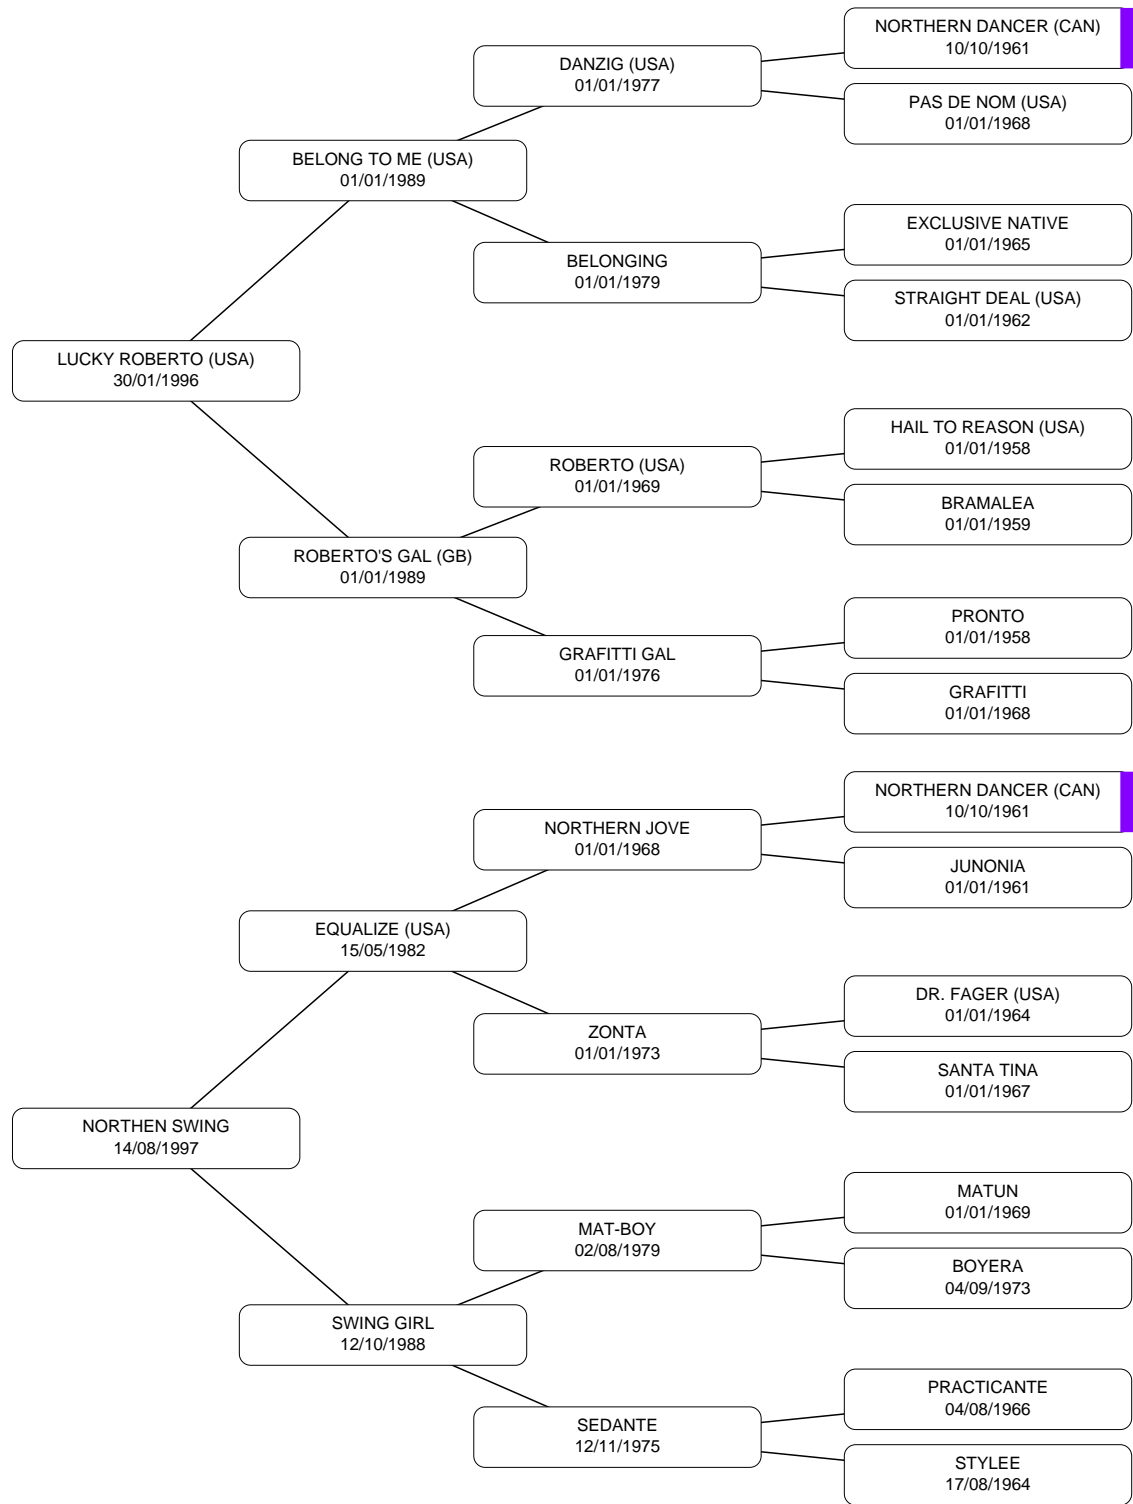 NORTHERN DANCER (CAN)
10/10/1961
DANZIG (USA)
01/01/1977
PAS DE NOM (USA)
01/01/1968
BELONG TO ME (USA)
01/01/1989
EXCLUSIVE NATIVE
01/01/1965
BELONGING
01/01/1979
STRAIGHT DEAL (USA)
01/01/1962
LUCKY ROBERTO (USA)
30/01/1996
HAIL TO REASON (USA)
01/01/1958
ROBERTO (USA)
01/01/1969
BRAMALEA
01/01/1959
ROBERTO'S GAL (GB)
01/01/1989
PRONTO
01/01/1958
GRAFITTI GAL
01/01/1976
GRAFITTI
01/01/1968
NORTHERN DANCER (CAN)
10/10/1961
NORTHERN JOVE
01/01/1968
JUNONIA
01/01/1961
EQUALIZE (USA)
15/05/1982
DR. FAGER (USA)
01/01/1964
ZONTA
01/01/1973
SANTA TINA
01/01/1967
NORTHEN SWING
14/08/1997
MATUN
01/01/1969
MAT-BOY
02/08/1979
BOYERA
04/09/1973
SWING GIRL
12/10/1988
PRACTICANTE
04/08/1966
SEDANTE
12/11/1975
STYLEE
17/08/1964